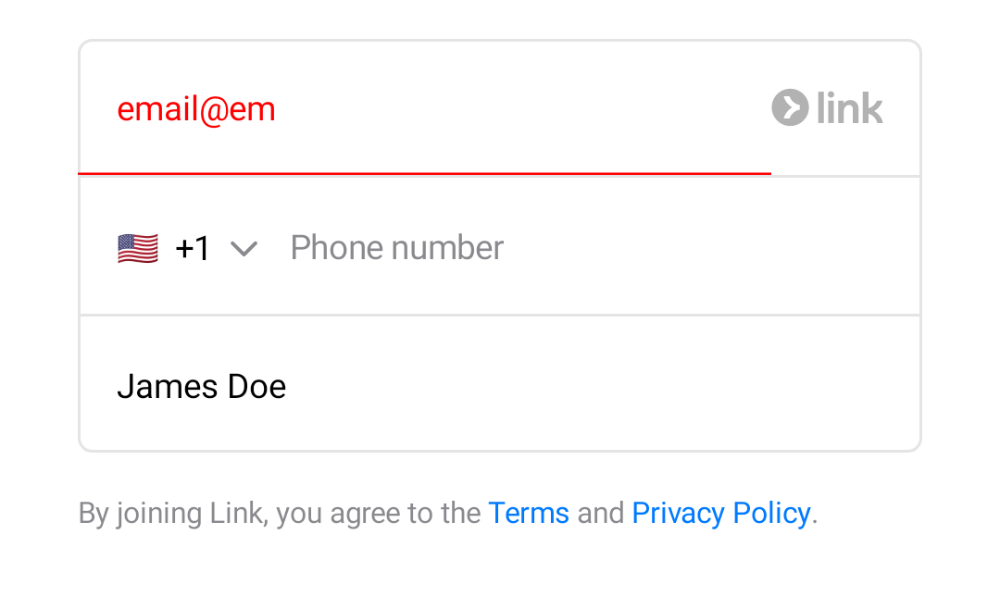 email@em link
+1 Phone number
James Doe
By joining Link, you agree to the Terms and Privacy Policy.